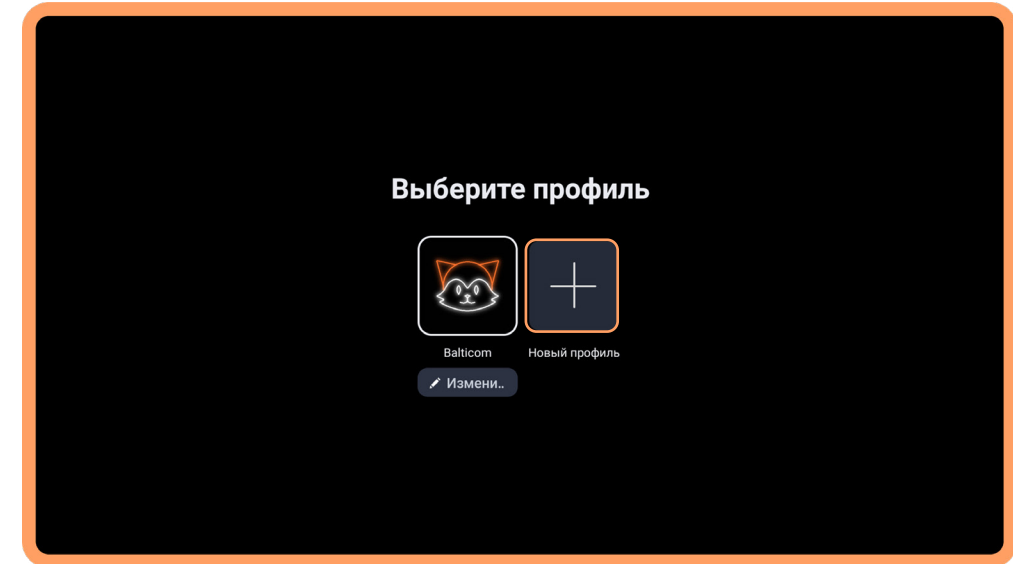 Выберите профиль
Balticom
Новый профиль
Измени..